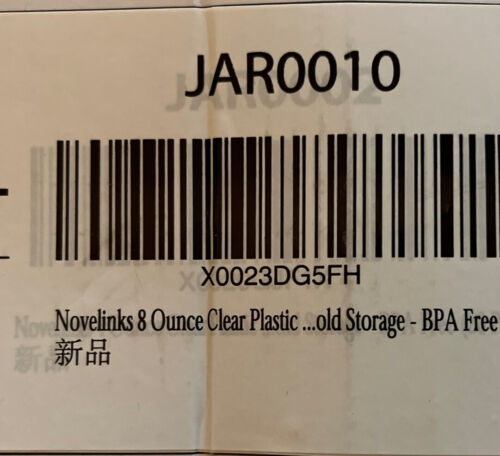 JAR0010
X0023DG5FH
Novelinks 8 Ounce Clear Plastic ...old Storage - BPA Free
新品